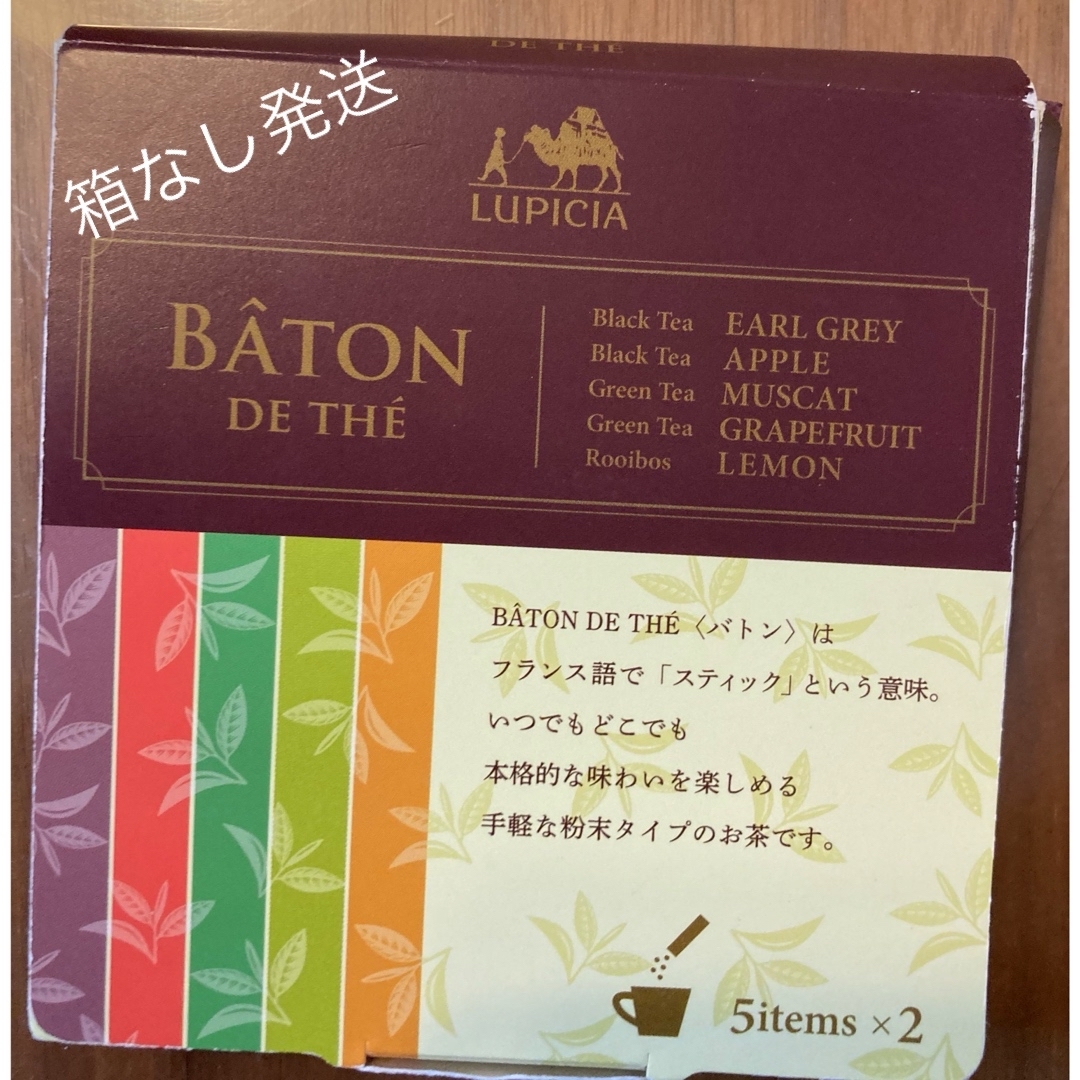 DE THÉ
箱なし発送
LUPICIA
BÂTON
DE THÉ
Black Tea EARL GREY
Black Tea APPLE
Green Tea MUSCAT
Green Tea GRAPEFRUIT
Rooibos LEMON
BÂTON DE THÉ〈バトン〉は
フランス語で「スティック」という意味。
いつでもどこでも
本格的な味わいを楽しめる
手軽な粉末タイプのお茶です。
5items ×2